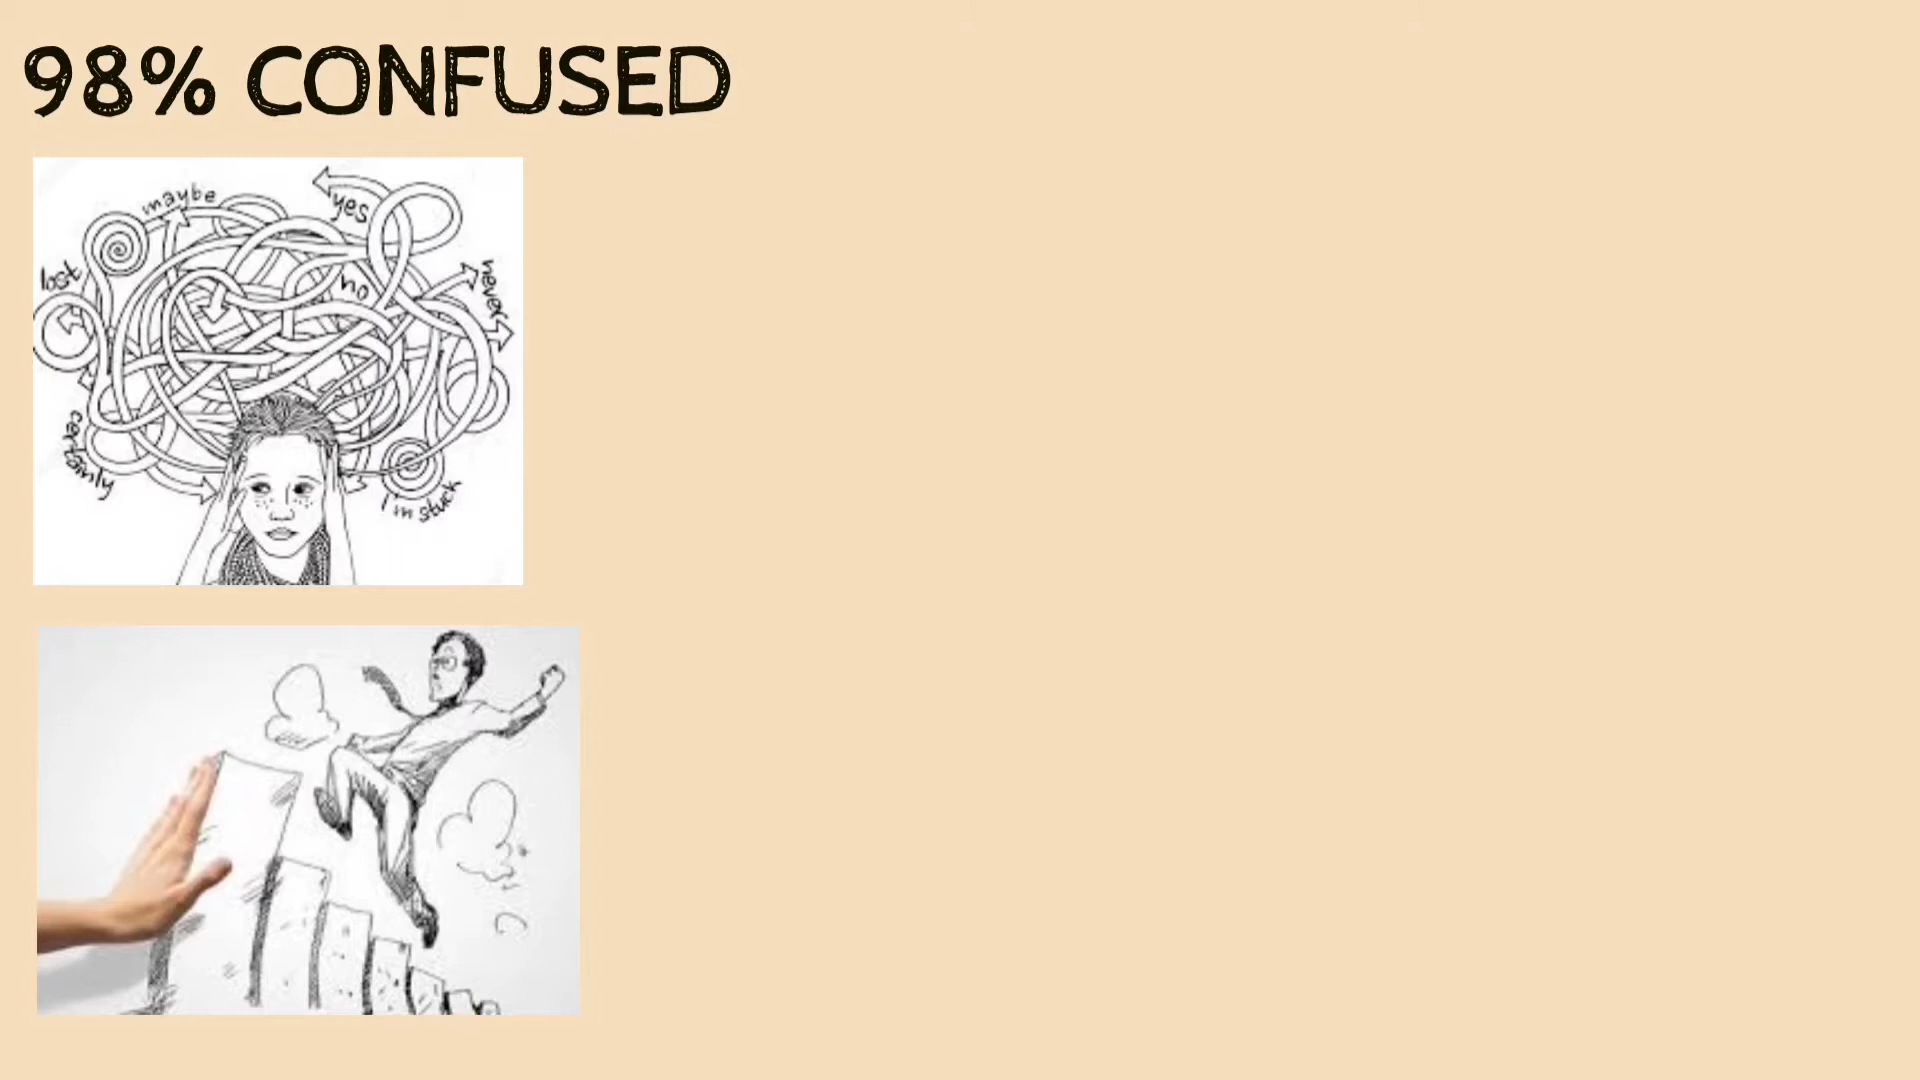 98% CONFUSED
maybe
yes
lost
no
never
certainly
I'm stuck